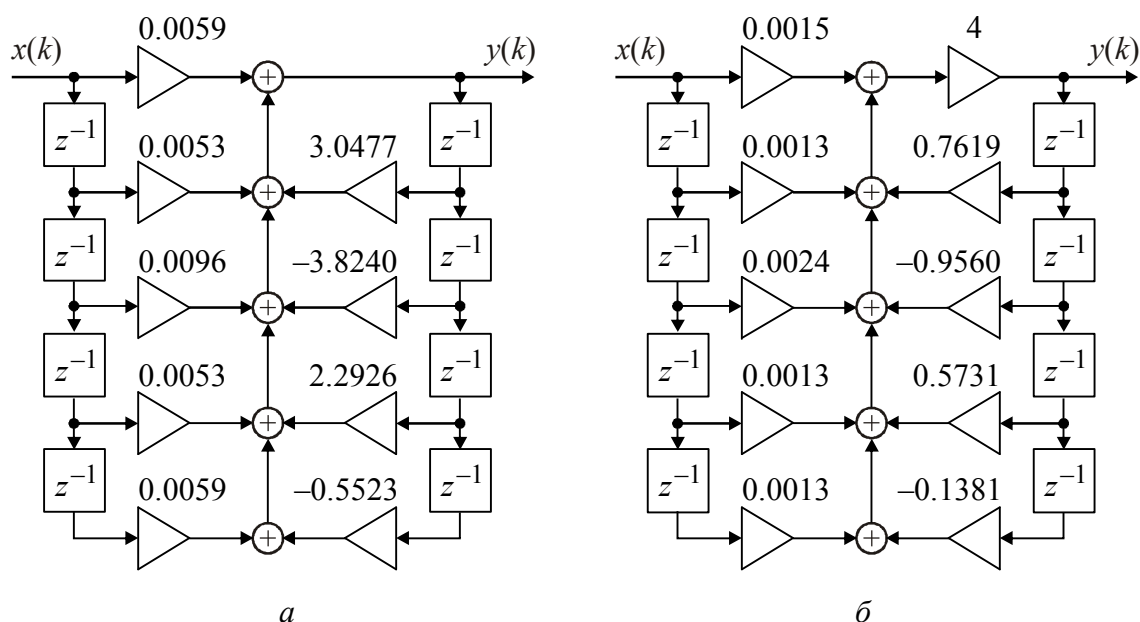 0.0059
x(k)
y(k)
z⁻¹
z⁻¹
0.0053
3.0477
z⁻¹
z⁻¹
0.0096
–3.8240
z⁻¹
z⁻¹
0.0053
2.2926
z⁻¹
z⁻¹
0.0059
–0.5523
а
0.0015
4
x(k)
y(k)
z⁻¹
z⁻¹
0.0013
0.7619
z⁻¹
z⁻¹
0.0024
–0.9560
z⁻¹
z⁻¹
0.0013
0.5731
z⁻¹
z⁻¹
0.0013
–0.1381
б